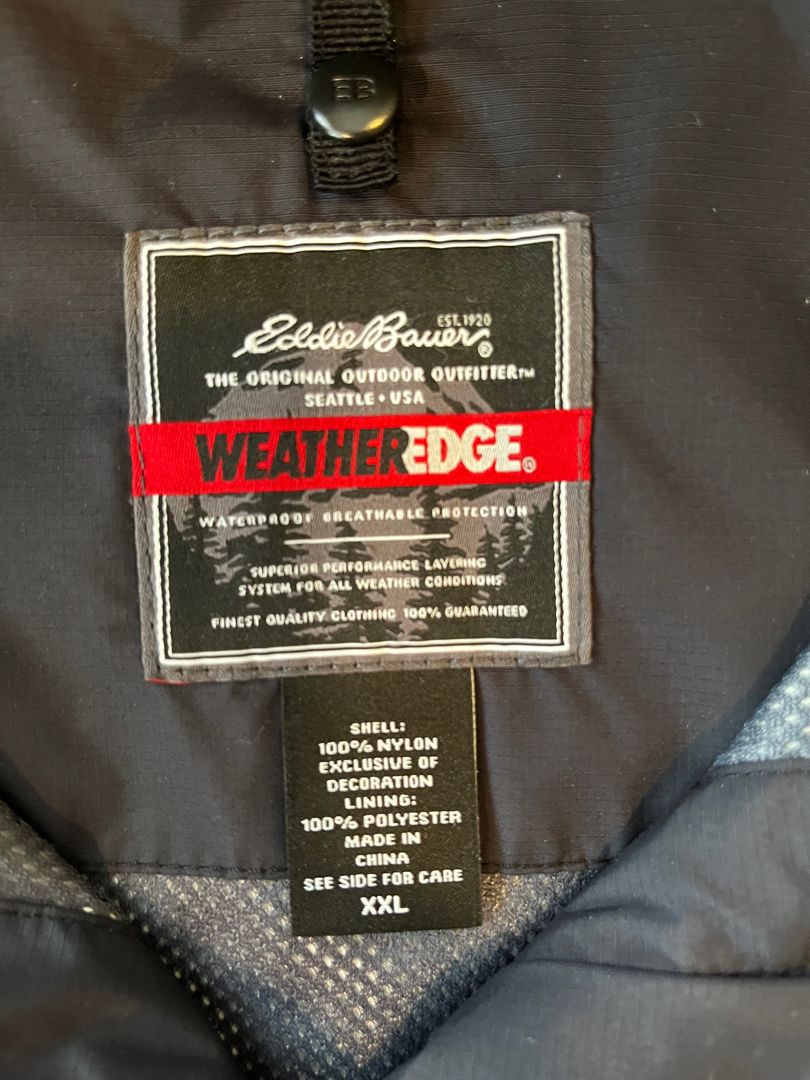 EB
Eddie Bauer®
EST. 1920
THE ORIGINAL OUTDOOR OUTFITTER™
SEATTLE • USA
WEATHEREDGE®
WATERPROOF BREATHABLE PROTECTION
SUPERIOR PERFORMANCE LAYERING
SYSTEM FOR ALL WEATHER CONDITIONS
FINEST QUALITY CLOTHING 100% GUARANTEED
SHELL:
100% NYLON
EXCLUSIVE OF
DECORATION
LINING:
100% POLYESTER
MADE IN
CHINA
SEE SIDE FOR CARE
XXL